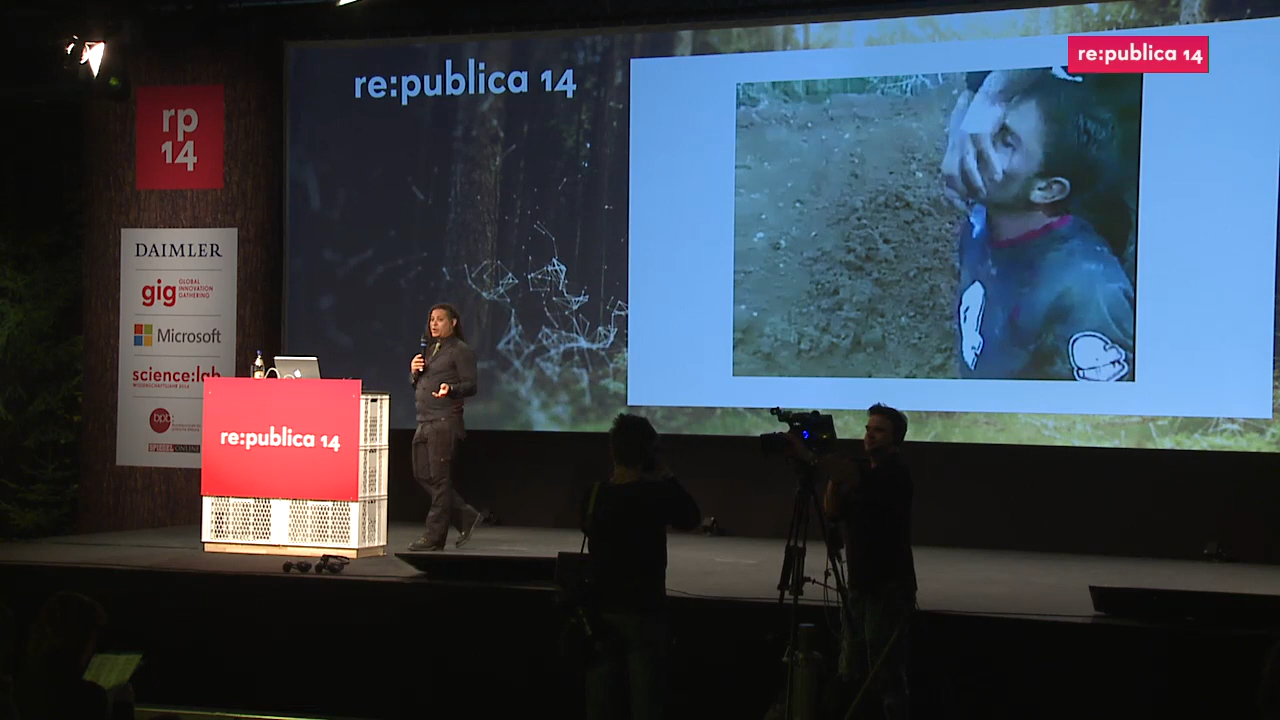 re:publica 14
re:publica 14
rp
14
DAIMLER
gig GLOBAL
INNOVATION
GATHERING
Microsoft
science:lab
bpb:
SPIEGEL ONLINE
re:publica 14